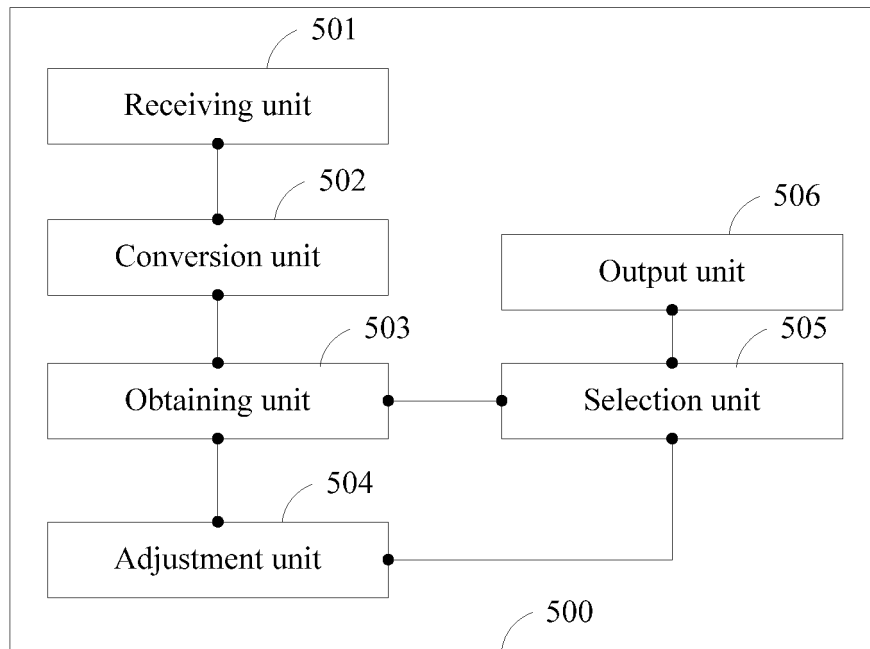 501
Receiving unit
502
Conversion unit
506
Output unit
503
Obtaining unit
505
Selection unit
504
Adjustment unit
500